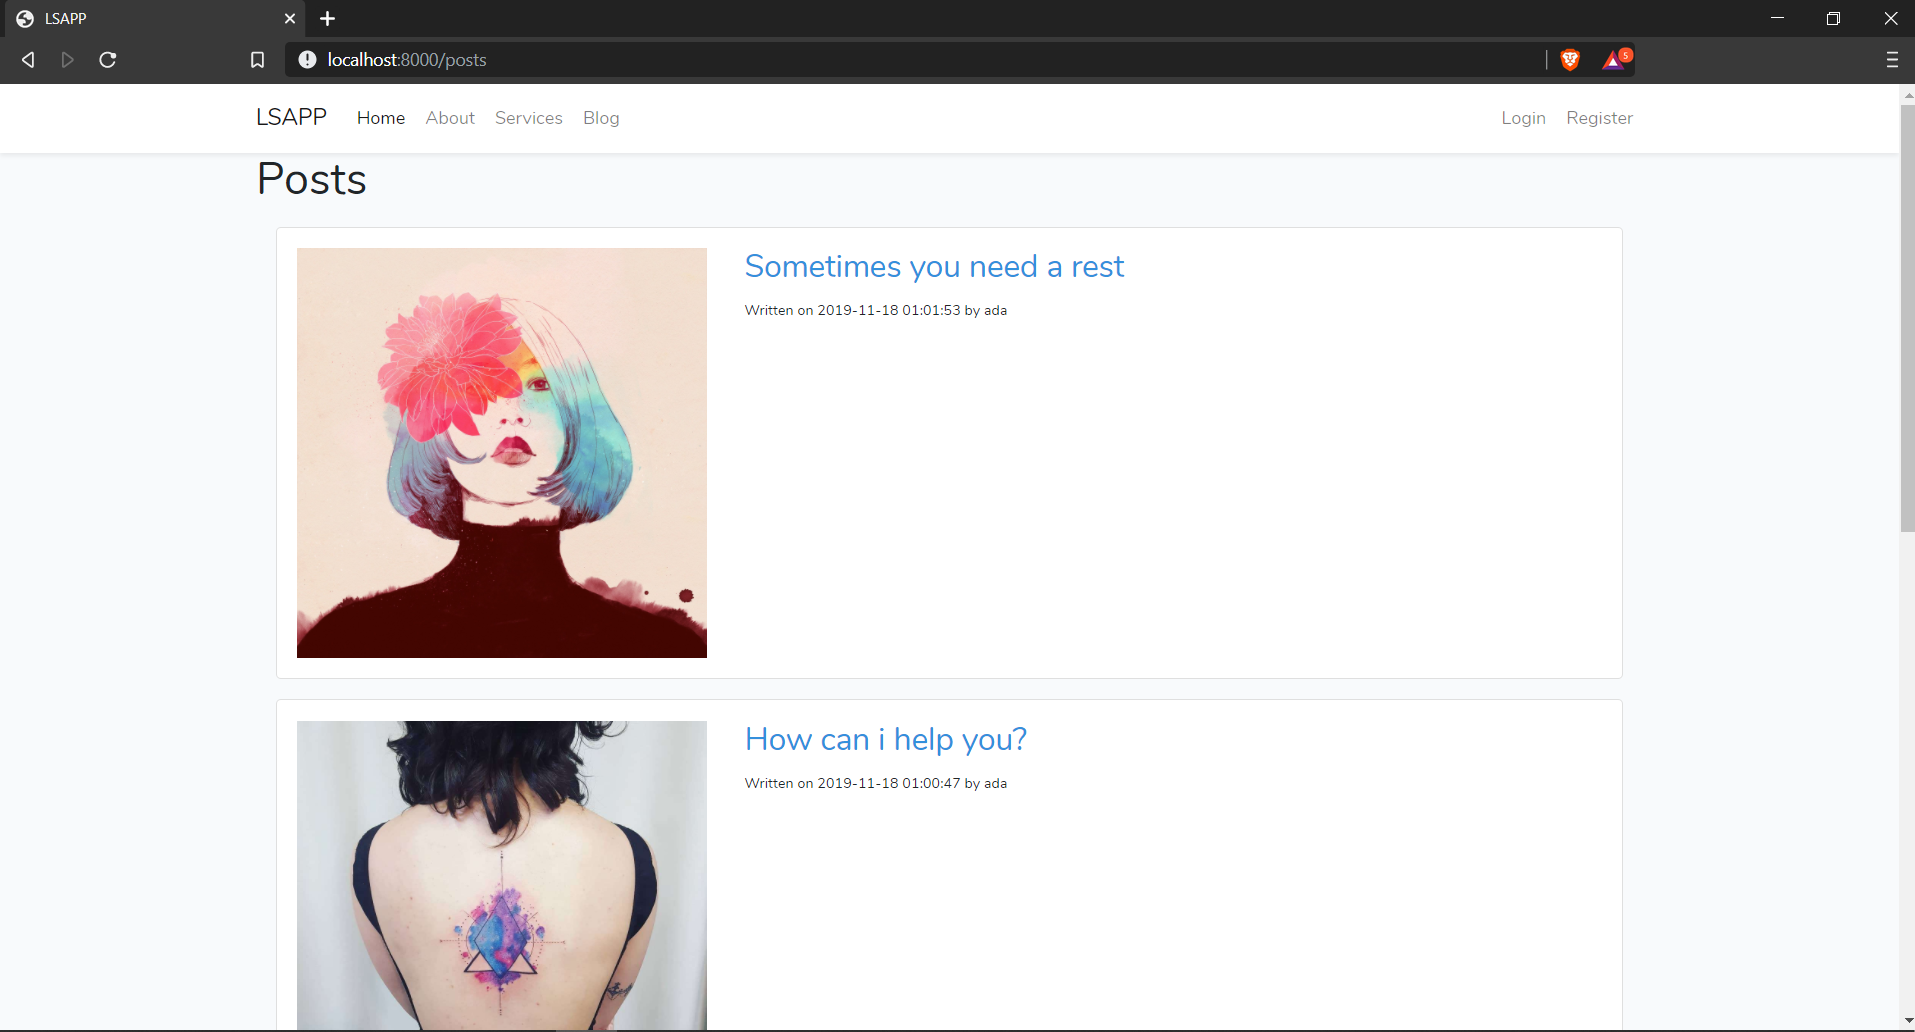 LSAPP
localhost:8000/posts
5
LSAPP Home About Services Blog Login Register
Posts
Sometimes you need a rest
Written on 2019-11-18 01:01:53 by ada
How can i help you?
Written on 2019-11-18 01:00:47 by ada